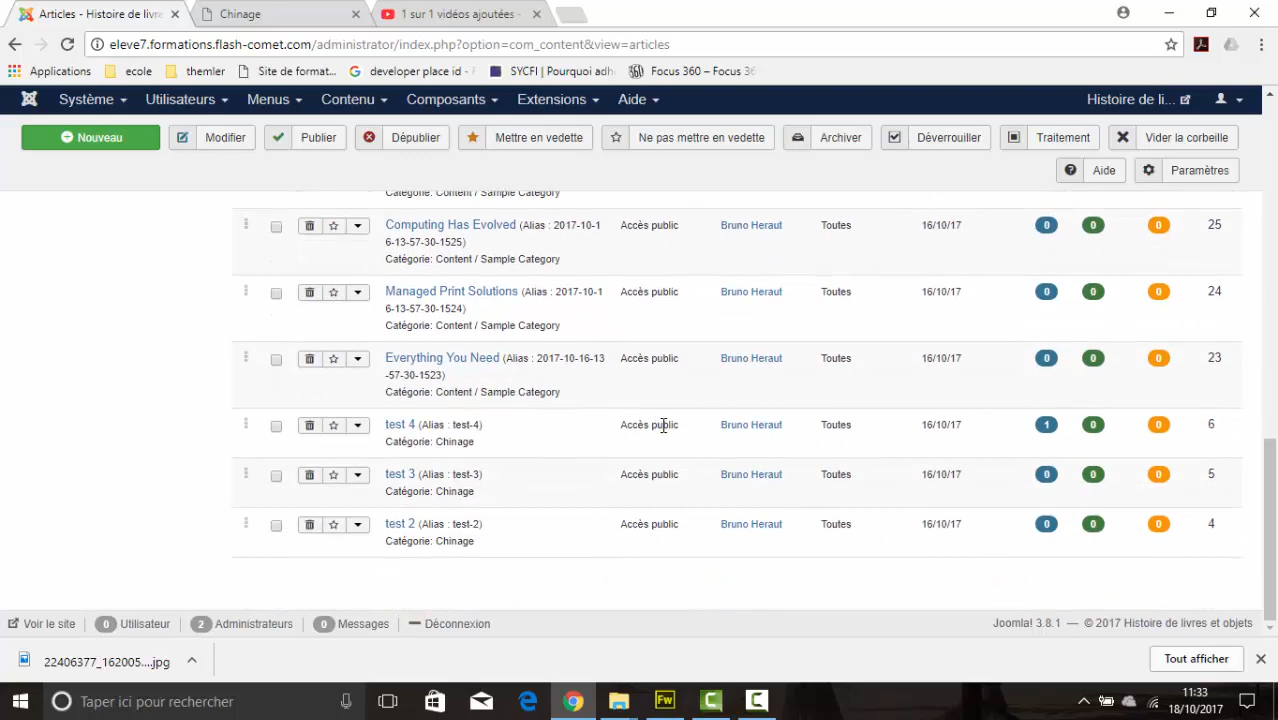 Articles - Histoire de livre
Chinage
1 sur 1 vidéos ajoutées -
eleve7.formations.flash-comet.com/administrator/index.php?option=com_content&view=articles
Applications
ecole
themler
Site de format...
developer place id -
SYCFI | Pourquoi adh
Focus 360 – Focus 36
Système
Utilisateurs
Menus
Contenu
Composants
Extensions
Aide
Histoire de li...
Nouveau
Modifier
Publier
Dépublier
Mettre en vedette
Ne pas mettre en vedette
Archiver
Déverrouiller
Traitement
Vider la corbeille
Aide
Paramètres
Catégorie: Content / Sample Category
Computing Has Evolved (Alias : 2017-10-1
6-13-57-30-1525)
Catégorie: Content / Sample Category
Accès public
Bruno Heraut
Toutes
16/10/17
0
0
0
25
Managed Print Solutions (Alias : 2017-10-1
6-13-57-30-1524)
Catégorie: Content / Sample Category
Accès public
Bruno Heraut
Toutes
16/10/17
0
0
0
24
Everything You Need (Alias : 2017-10-16-13
-57-30-1523)
Catégorie: Content / Sample Category
Accès public
Bruno Heraut
Toutes
16/10/17
0
0
0
23
test 4 (Alias : test-4)
Catégorie: Chinage
Accès public
Bruno Heraut
Toutes
16/10/17
1
0
0
6
test 3 (Alias : test-3)
Catégorie: Chinage
Accès public
Bruno Heraut
Toutes
16/10/17
0
0
0
5
test 2 (Alias : test-2)
Catégorie: Chinage
Accès public
Bruno Heraut
Toutes
16/10/17
0
0
0
4
Voir le site
0 Utilisateur
2 Administrateurs
0 Messages
Déconnexion
Joomla! 3.8.1 — © 2017 Histoire de livres et objets
22406377_162005....jpg
Tout afficher
Taper ici pour rechercher
Fw
11:33
18/10/2017